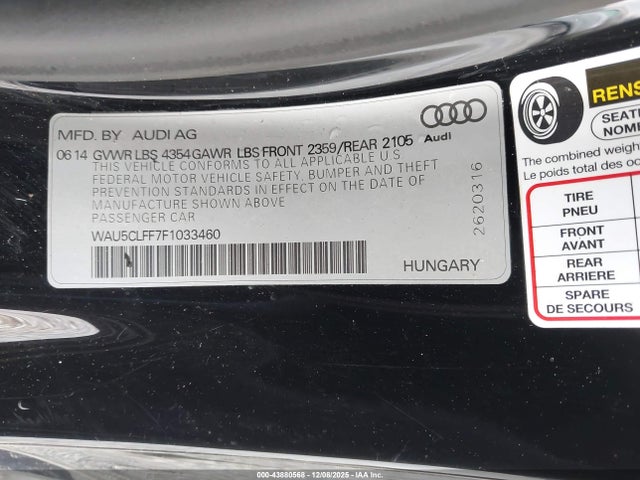 MFD. BY AUDI AG
Audi
06 14 GVWR LBS 4354 GAWR LBS FRONT 2359/REAR 2105
THIS VEHICLE CONFORMS TO ALL APPLICABLE U S
FEDERAL MOTOR VEHICLE SAFETY, BUMPER AND THEFT
PREVENTION STANDARDS IN EFFECT ON THE DATE OF
MANUFACTURE SHOWN ABOVE
PASSENGER CAR
WAU5CLFF7F1033460
HUNGARY
2620316
RENS
SEATI
NOMB
The combined weigh
Le poids total des oc
TIRE
PNEU
FRONT
AVANT
REAR
ARRIERE
SPARE
DE SECOURS
000-43880568 - 12/08/2025 - IAA Inc.